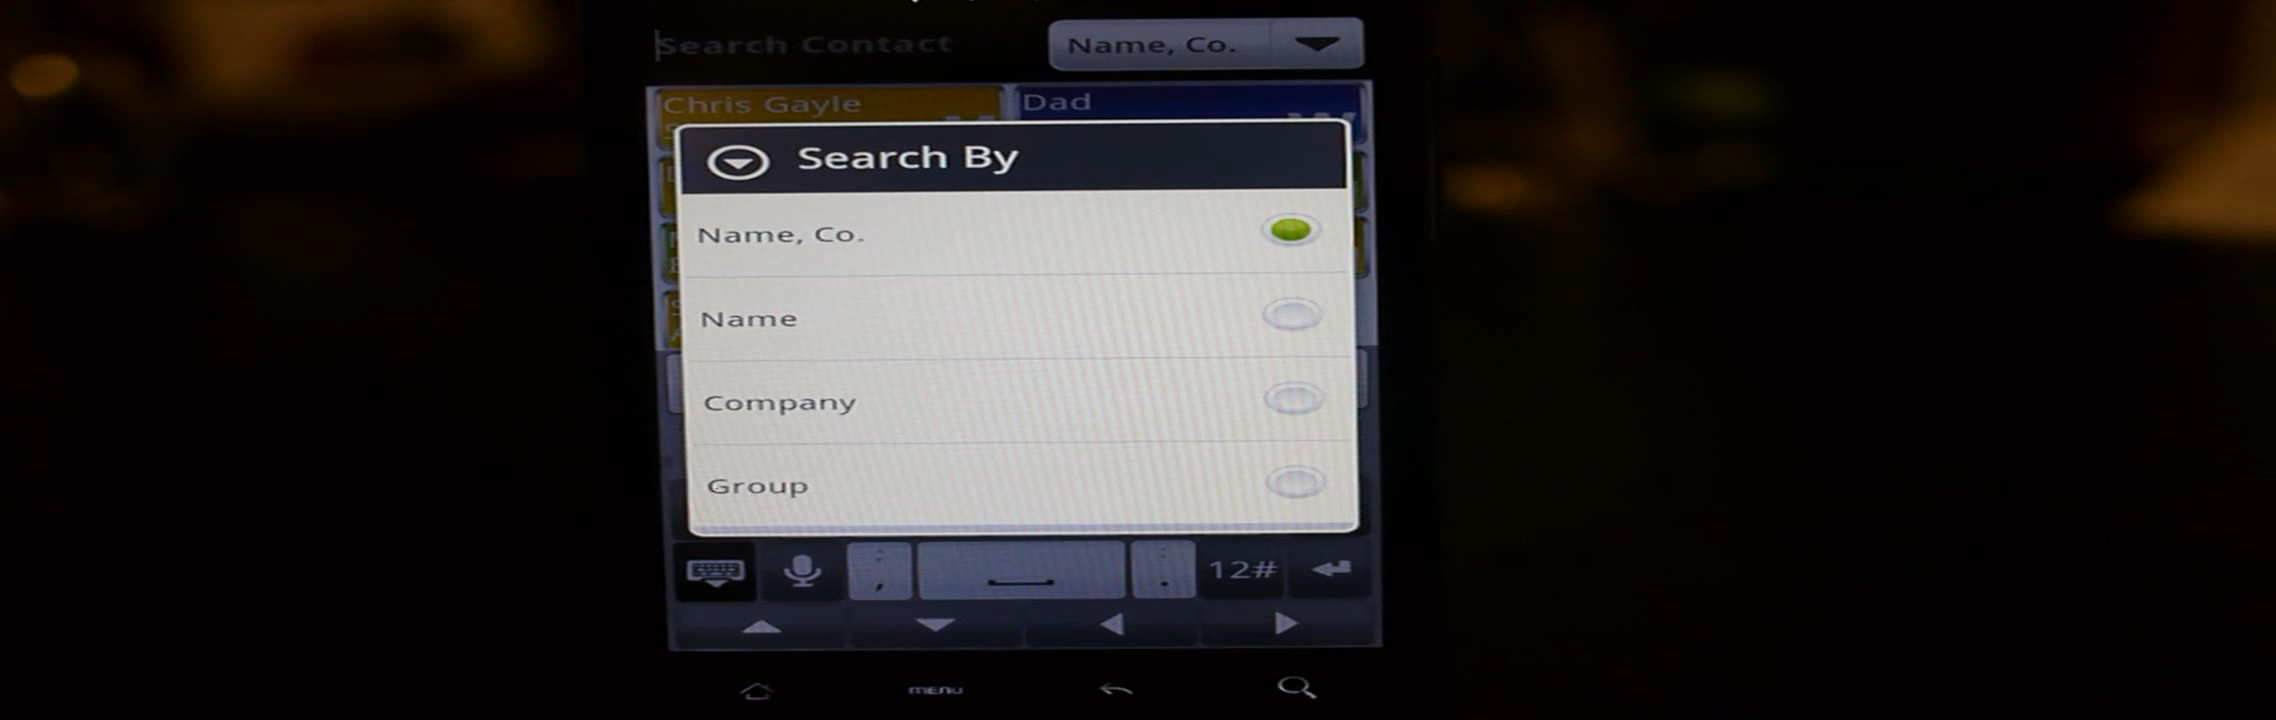 Search Contact
Name, Co.
Chris Gayle
Dad
Search By
Name, Co.
Name
Company
Group
12#
menu